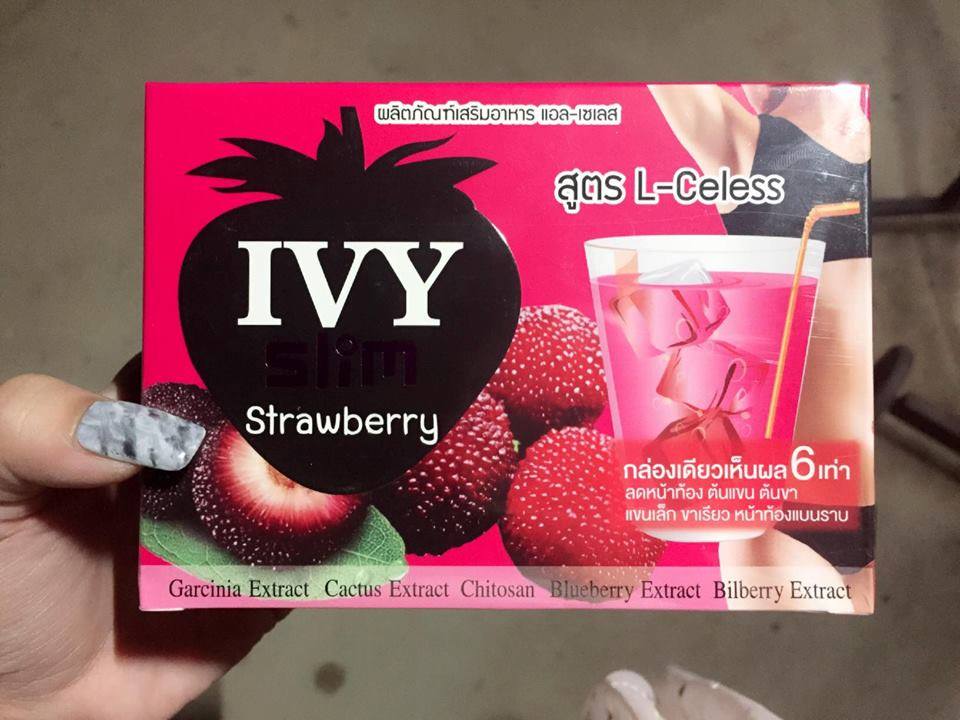 ผลิตภัณฑ์เสริมอาหาร แอล-เซเลส
สูตร L-Celess
IVY
slim
Strawberry
กล่องเดียวเห็นผล 6 เท่า
ลดหน้าท้อง ต้นแขน ต้นขา
แขนเล็ก ขาเรียว หน้าท้องแบนราบ
Garcinia Extract Cactus Extract Chitosan Blueberry Extract Bilberry Extract